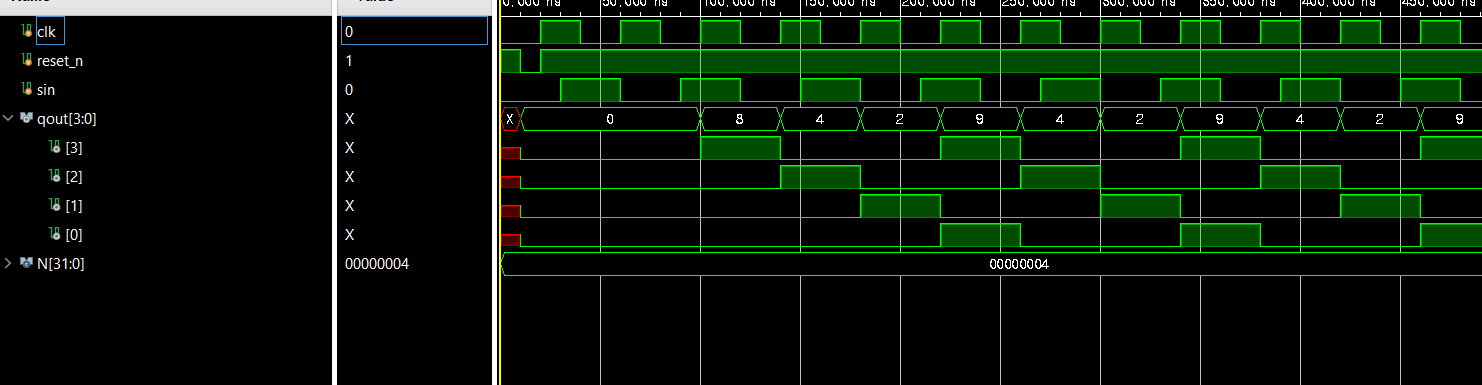 0,000 ns 50,000 ns 100,000 ns 150,000 ns 200,000 ns 250,000 ns 300,000 ns 350,000 ns 400,000 ns 450,000 ns
clk 0
reset_n 1
sin 0
qout[3:0] X X 0 8 4 2 9 4 2 9 4 2 9
[3] X
[2] X
[1] X
[0] X
N[31:0] 00000004 00000004